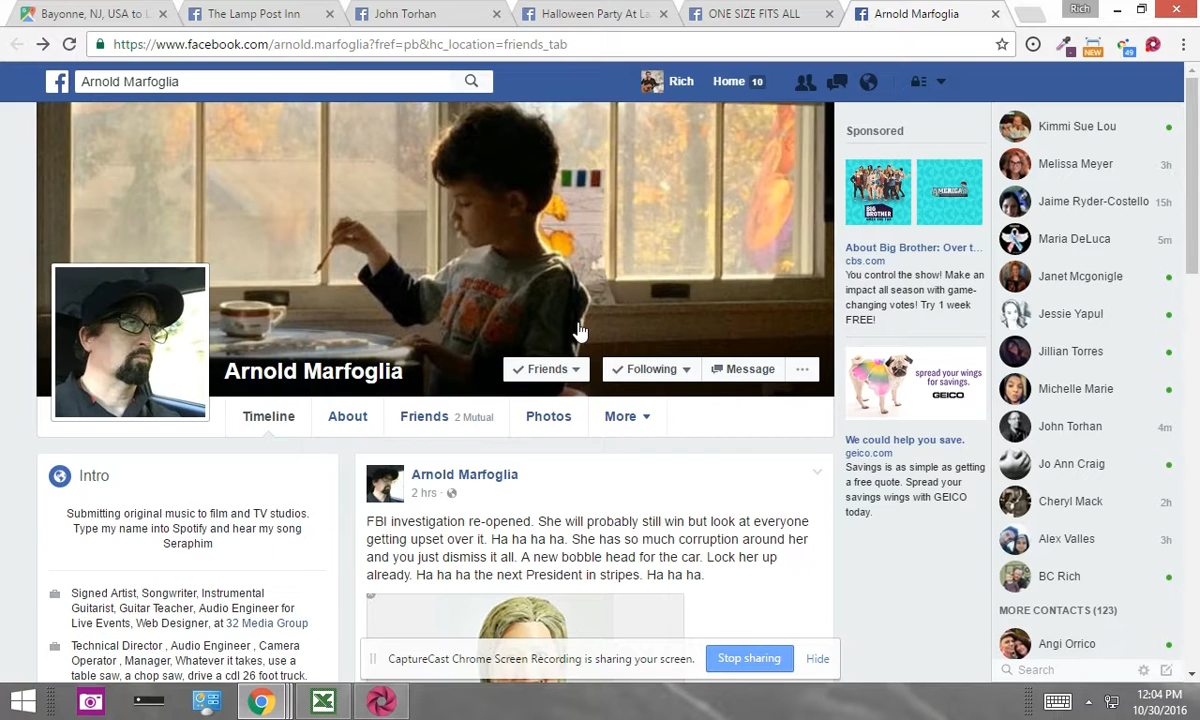 Bayonne, NJ, USA to L
The Lamp Post Inn
John Torhan
Halloween Party At La
ONE SIZE FITS ALL
Arnold Marfoglia
Rich
https://www.facebook.com/arnold.marfoglia?fref=pb&hc_location=friends_tab
NEW
49
Arnold Marfoglia
Rich
Home 10
Sponsored
BIG BROTHER
AMERICA
About Big Brother: Over t...
cbs.com
You control the show! Make an
impact all season with game-
changing votes! Try 1 week
FREE!
spread your wings
for savings.
GEICO
We could help you save.
geico.com
Savings is as simple as getting
a free quote. Spread your
savings wings with GEICO
today.
Arnold Marfoglia
Friends
Following
Message
Timeline
About
Friends 2 Mutual
Photos
More
Intro
Submitting original music to film and TV studios.
Type my name into Spotify and hear my song
Seraphim
Signed Artist, Songwriter, Instrumental
Guitarist, Guitar Teacher, Audio Engineer for
Live Events, Web Designer, at 32 Media Group
Technical Director , Audio Engineer , Camera
Operator , Manager, Whatever it takes, use a
table saw, a chop saw, drive a cdl 26 foot truck.
Arnold Marfoglia
2 hrs ·
FBI investigation re-opened. She will probably still win but look at everyone
getting upset over it. Ha ha ha ha. She has so much corruption around her
and you just dismiss it all. A new bobble head for the car. Lock her up
already. Ha ha ha the next President in stripes. Ha ha ha.
CaptureCast Chrome Screen Recording is sharing your screen.
Stop sharing
Hide
Kimmi Sue Lou
Melissa Meyer 3h
Jaime Ryder-Costello 15h
Maria DeLuca 5m
Janet Mcgonigle
Jessie Yapul
Jillian Torres
Michelle Marie
John Torhan 4m
Jo Ann Craig
Cheryl Mack 2h
Alex Valles 3h
BC Rich
MORE CONTACTS (123)
Angi Orrico
Search
12:04 PM
10/30/2016